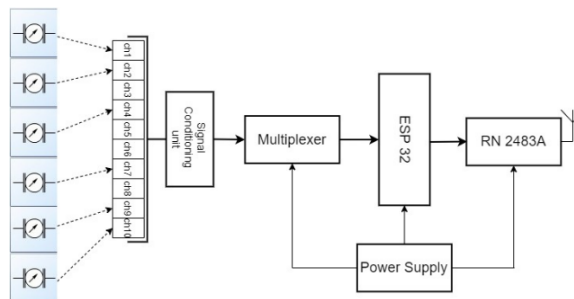 ch1
ch2
ch3
ch4
ch5
ch6
ch7
ch8
ch9
ch10
Signal
Conditioning
unit
Multiplexer
ESP 32
RN 2483A
Power Supply